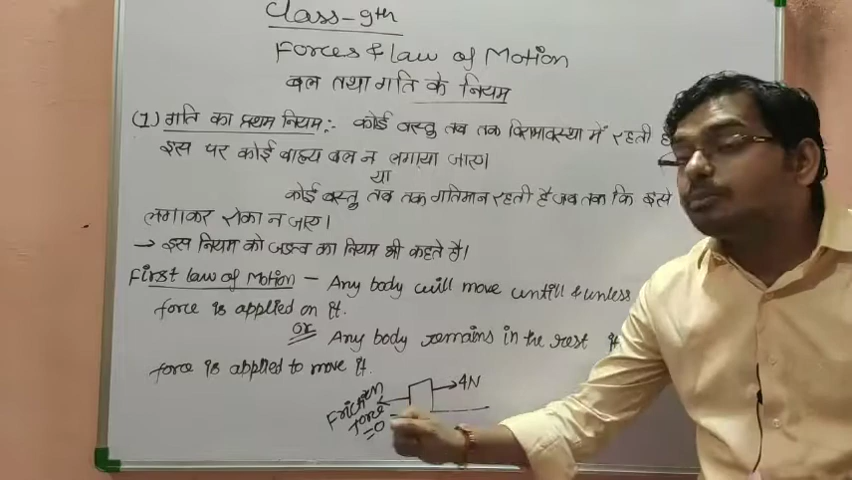 Class-9th
Forces & law of Motion
बल तथा गति के नियम
(1) गति का प्रथम नियम:- कोई वस्तु तब तक विरामावस्था में रहती है
इस पर कोई बाह्य बल न लगाया जाए।
या
कोई वस्तु तब तक गतिमान रहती है जब तक कि इसे
लगाकर रोका न जाए।
→ इस नियम को जड़त्व का नियम भी कहते है।
First law of Motion - Any body will move untill & unless
force is applied on it.
or Any body remains in the rest
force is applied to move it.
4N
Friction
force
=0